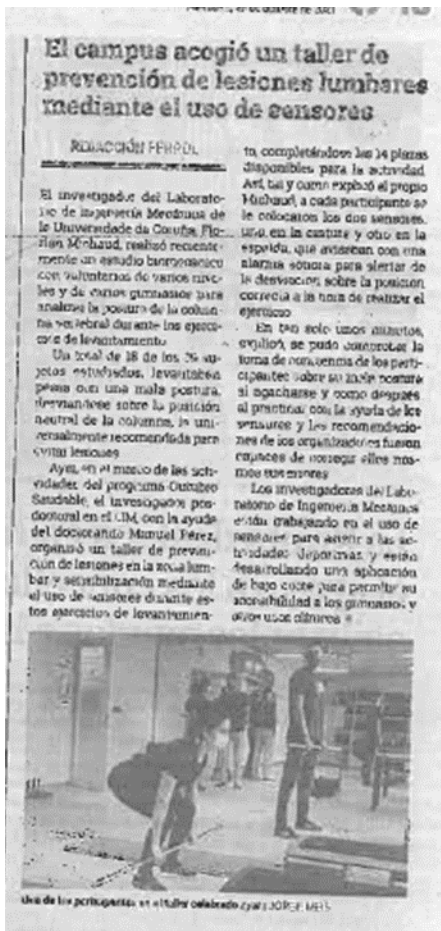 El campus acogió un taller de
prevención de lesiones lumbares
mediante el uso de sensores
REDACCIÓN FERROL
El investigador del Laborato-
rio de Ingeniería Mecánica de
la Universidade da Coruña Flo-
rian Michaud, realizó reciente-
mente un estudio biomecánico
con voluntarios de varios nive-
les y de varios gimnasios para
analizar la postura de la colum-
na vertebral durante los ejerci-
cios de levantamiento.
Un total de 18 de los 26 su-
jetos estudiados, levantaban
pesas con una mala postura,
desviándose sobre la posición
neutral de la columna, la uni-
versalmente recomendada para
evitar lesiones.
Ayer, en el marco de las acti-
vidades del programa Outubro
Saudable, el investigador pos-
doctoral en el CIM, con la ayuda
del doctorando Manuel Pérez,
organizó un taller de preven-
ción de lesiones en la zona lum-
bar y sensibilización mediante
el uso de sensores durante es-
tos ejercicios de levantamien-
to, completándose las 14 plazas
disponibles para la actividad.
Así, tal y como explicó el propio
Michaud, a cada participante se
le colocaron los dos sensores,
uno en la cintura y otro en la
espalda, que avisaban con una
alarma sonora para alertar de
la desviación sobre la posición
correcta a la hora de realizar el
ejercicio.
En tan solo unos minutos,
explicó, se pudo comprobar la
toma de conciencia de los parti-
cipantes sobre su mala postura
al agacharse y como después
al practicar con la ayuda de los
sensores y las recomendacio-
nes de los organizadores fueron
capaces de corregir ellos mis-
mos sus errores.
Los investigadores del Labo-
ratorio de Ingeniería Mecánica
están trabajando en el uso de
sensores para asistir a las ac-
tividades deportivas y están
desarrollando una aplicación
de bajo coste para permitir su
accesibilidad a los gimnasios y
otros usos clínicos
Uno de los participantes en el taller celebrado ayer JORGE MEIS